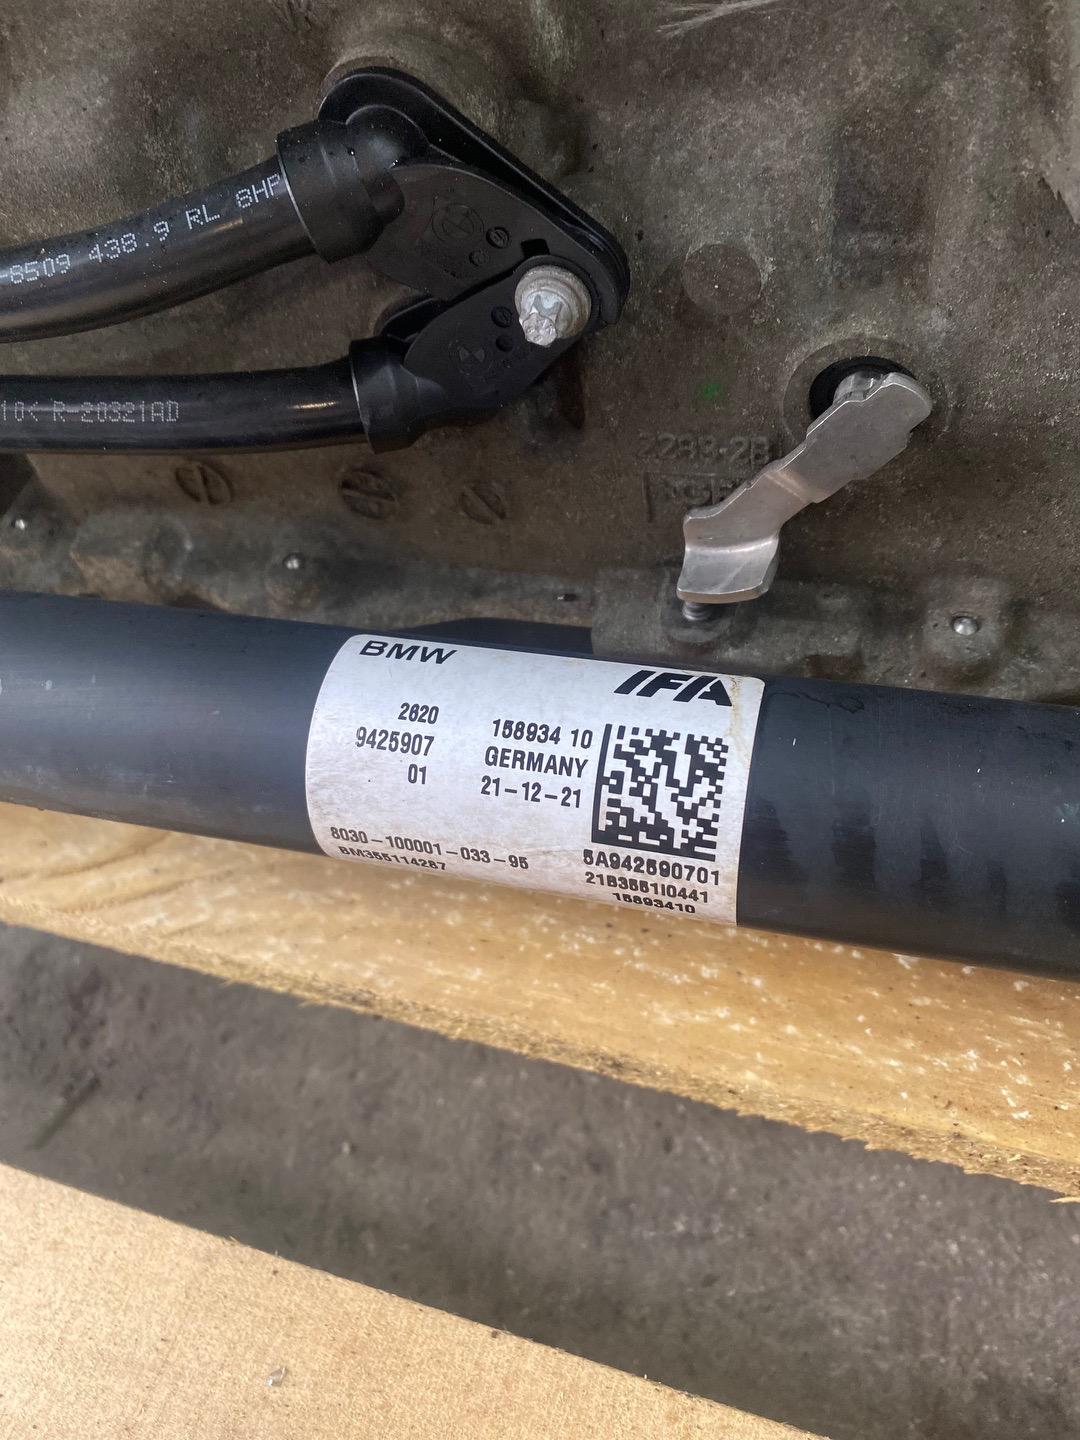 -8509 438.9 RL 8HP
10< R-20321AD
2283-2B
BMW
IFA
2620
9425907
01
158934 10
GERMANY
21-12-21
8030-100001-033-95
BM355114287
5A942590701
21B3551I0441
15893410